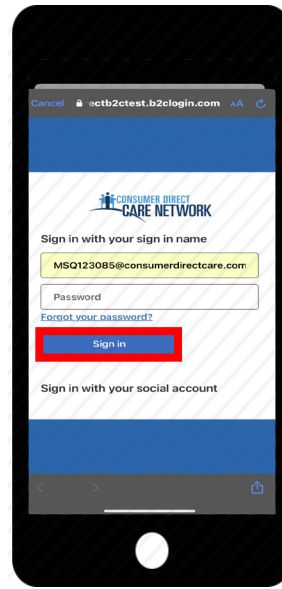 Cancel ectb2ctest.b2clogin.com AA
CONSUMER DIRECT
CARE NETWORK
Sign in with your sign in name
MSQ123085@consumerdirectcare.com
Password
Forgot your password?
Sign in
Sign in with your social account